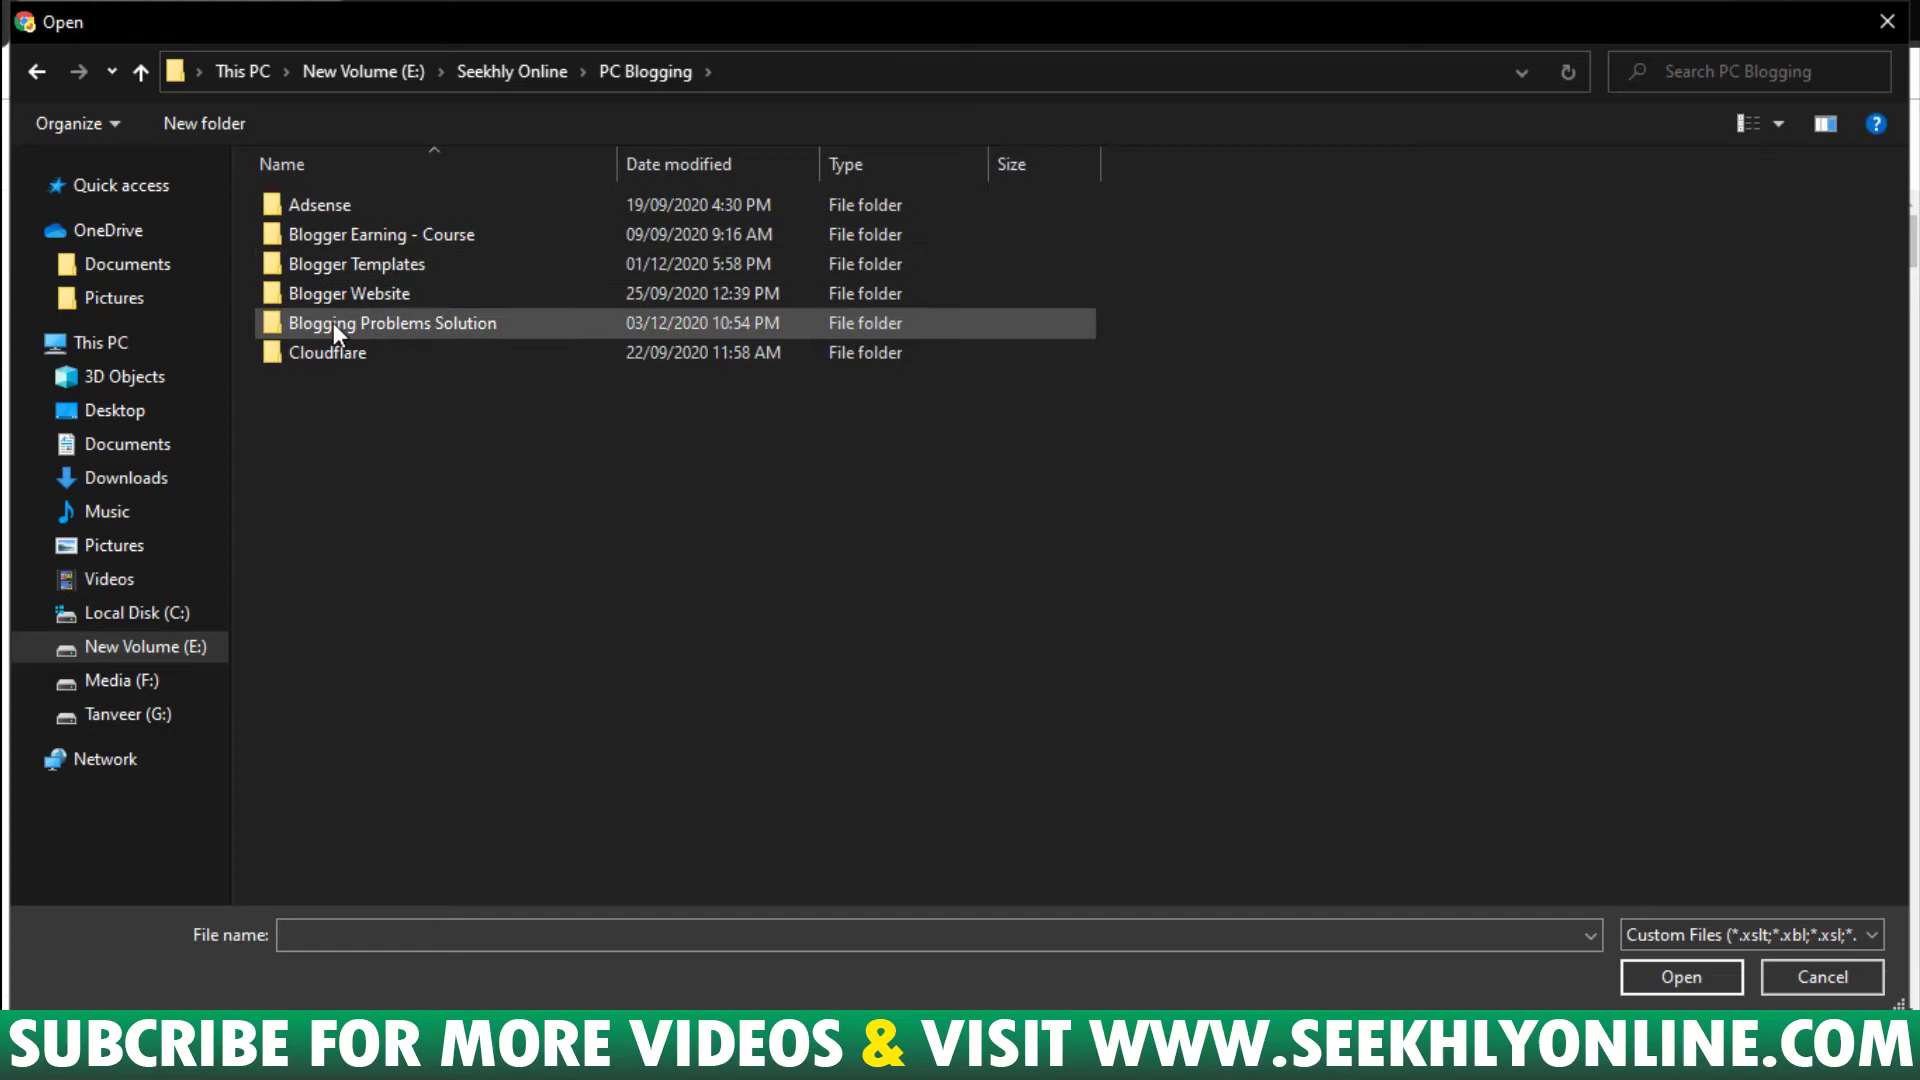 Open
This PC
New Volume (E:)
Seekhly Online
PC Blogging
Search PC Blogging
Organize
New folder
Name
Date modified
Type
Size
Quick access
OneDrive
Documents
Pictures
This PC
3D Objects
Desktop
Documents
Downloads
Music
Pictures
Videos
Local Disk (C:)
New Volume (E:)
Media (F:)
Tanveer (G:)
Network
Adsense 19/09/2020 4:30 PM File folder
Blogger Earning - Course 09/09/2020 9:16 AM File folder
Blogger Templates 01/12/2020 5:58 PM File folder
Blogger Website 25/09/2020 12:39 PM File folder
Blogging Problems Solution 03/12/2020 10:54 PM File folder
Cloudflare 22/09/2020 11:58 AM File folder
File name:
Custom Files (*.xslt;*.xbl;*.xsl;*.
Open
Cancel
SUBCRIBE FOR MORE VIDEOS & VISIT WWW.SEEKHLYONLINE.COM